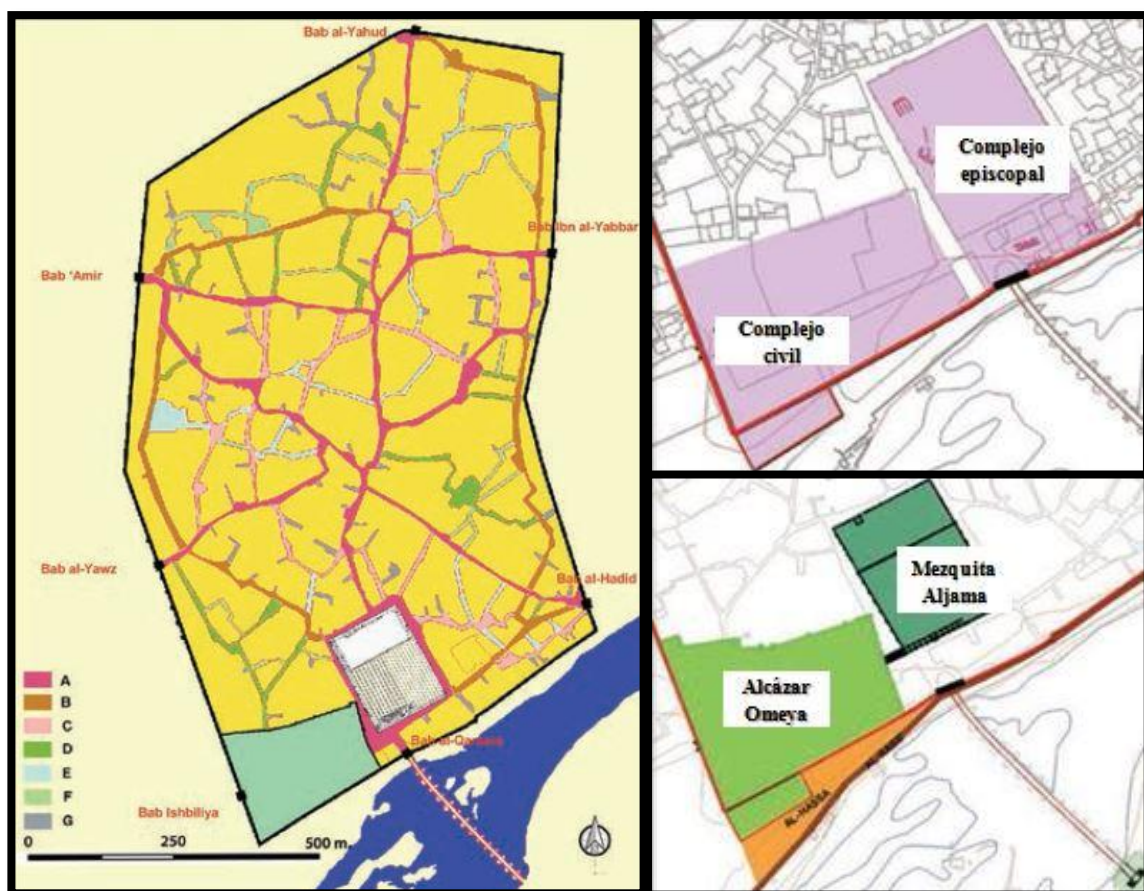 Bab al-Yahud
Bab Ibn al-Yabbar
Bab 'Amir
Bab al-Yawz
Bab al-Hadid
Bab al-Qantara
Bab Ishbiliya
A
B
C
D
E
F
G
0 250 500 m.
Complejo
episcopal
Complejo
civil
Mezquita
Aljama
Alcázar
Omeya
AL-HASSA